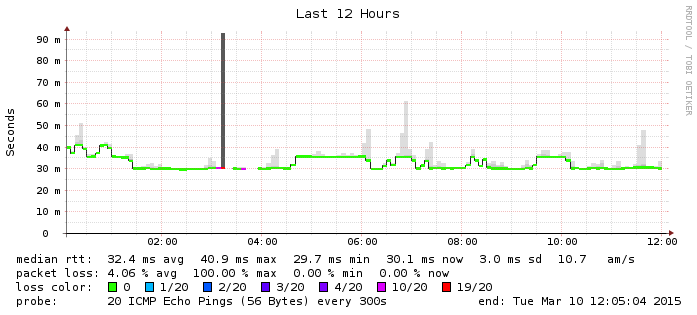 Last 12 Hours
RRDTOOL / TOBI OETIKER
Seconds
90 m
80 m
70 m
60 m
50 m
40 m
30 m
20 m
10 m
0
02:00 04:00 06:00 08:00 10:00 12:00
median rtt: 32.4 ms avg 40.9 ms max 29.7 ms min 30.1 ms now 3.0 ms sd 10.7 am/s
packet loss: 4.06 % avg 100.00 % max 0.00 % min 0.00 % now
loss color: 0 1/20 2/20 3/20 4/20 10/20 19/20
probe: 20 ICMP Echo Pings (56 Bytes) every 300s end: Tue Mar 10 12:05:04 2015